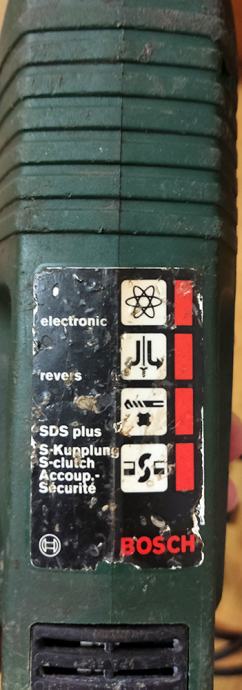 electronic
revers
SDS plus
S-Kupplung
S-clutch
Accoup.-
Sécurité
BOSCH